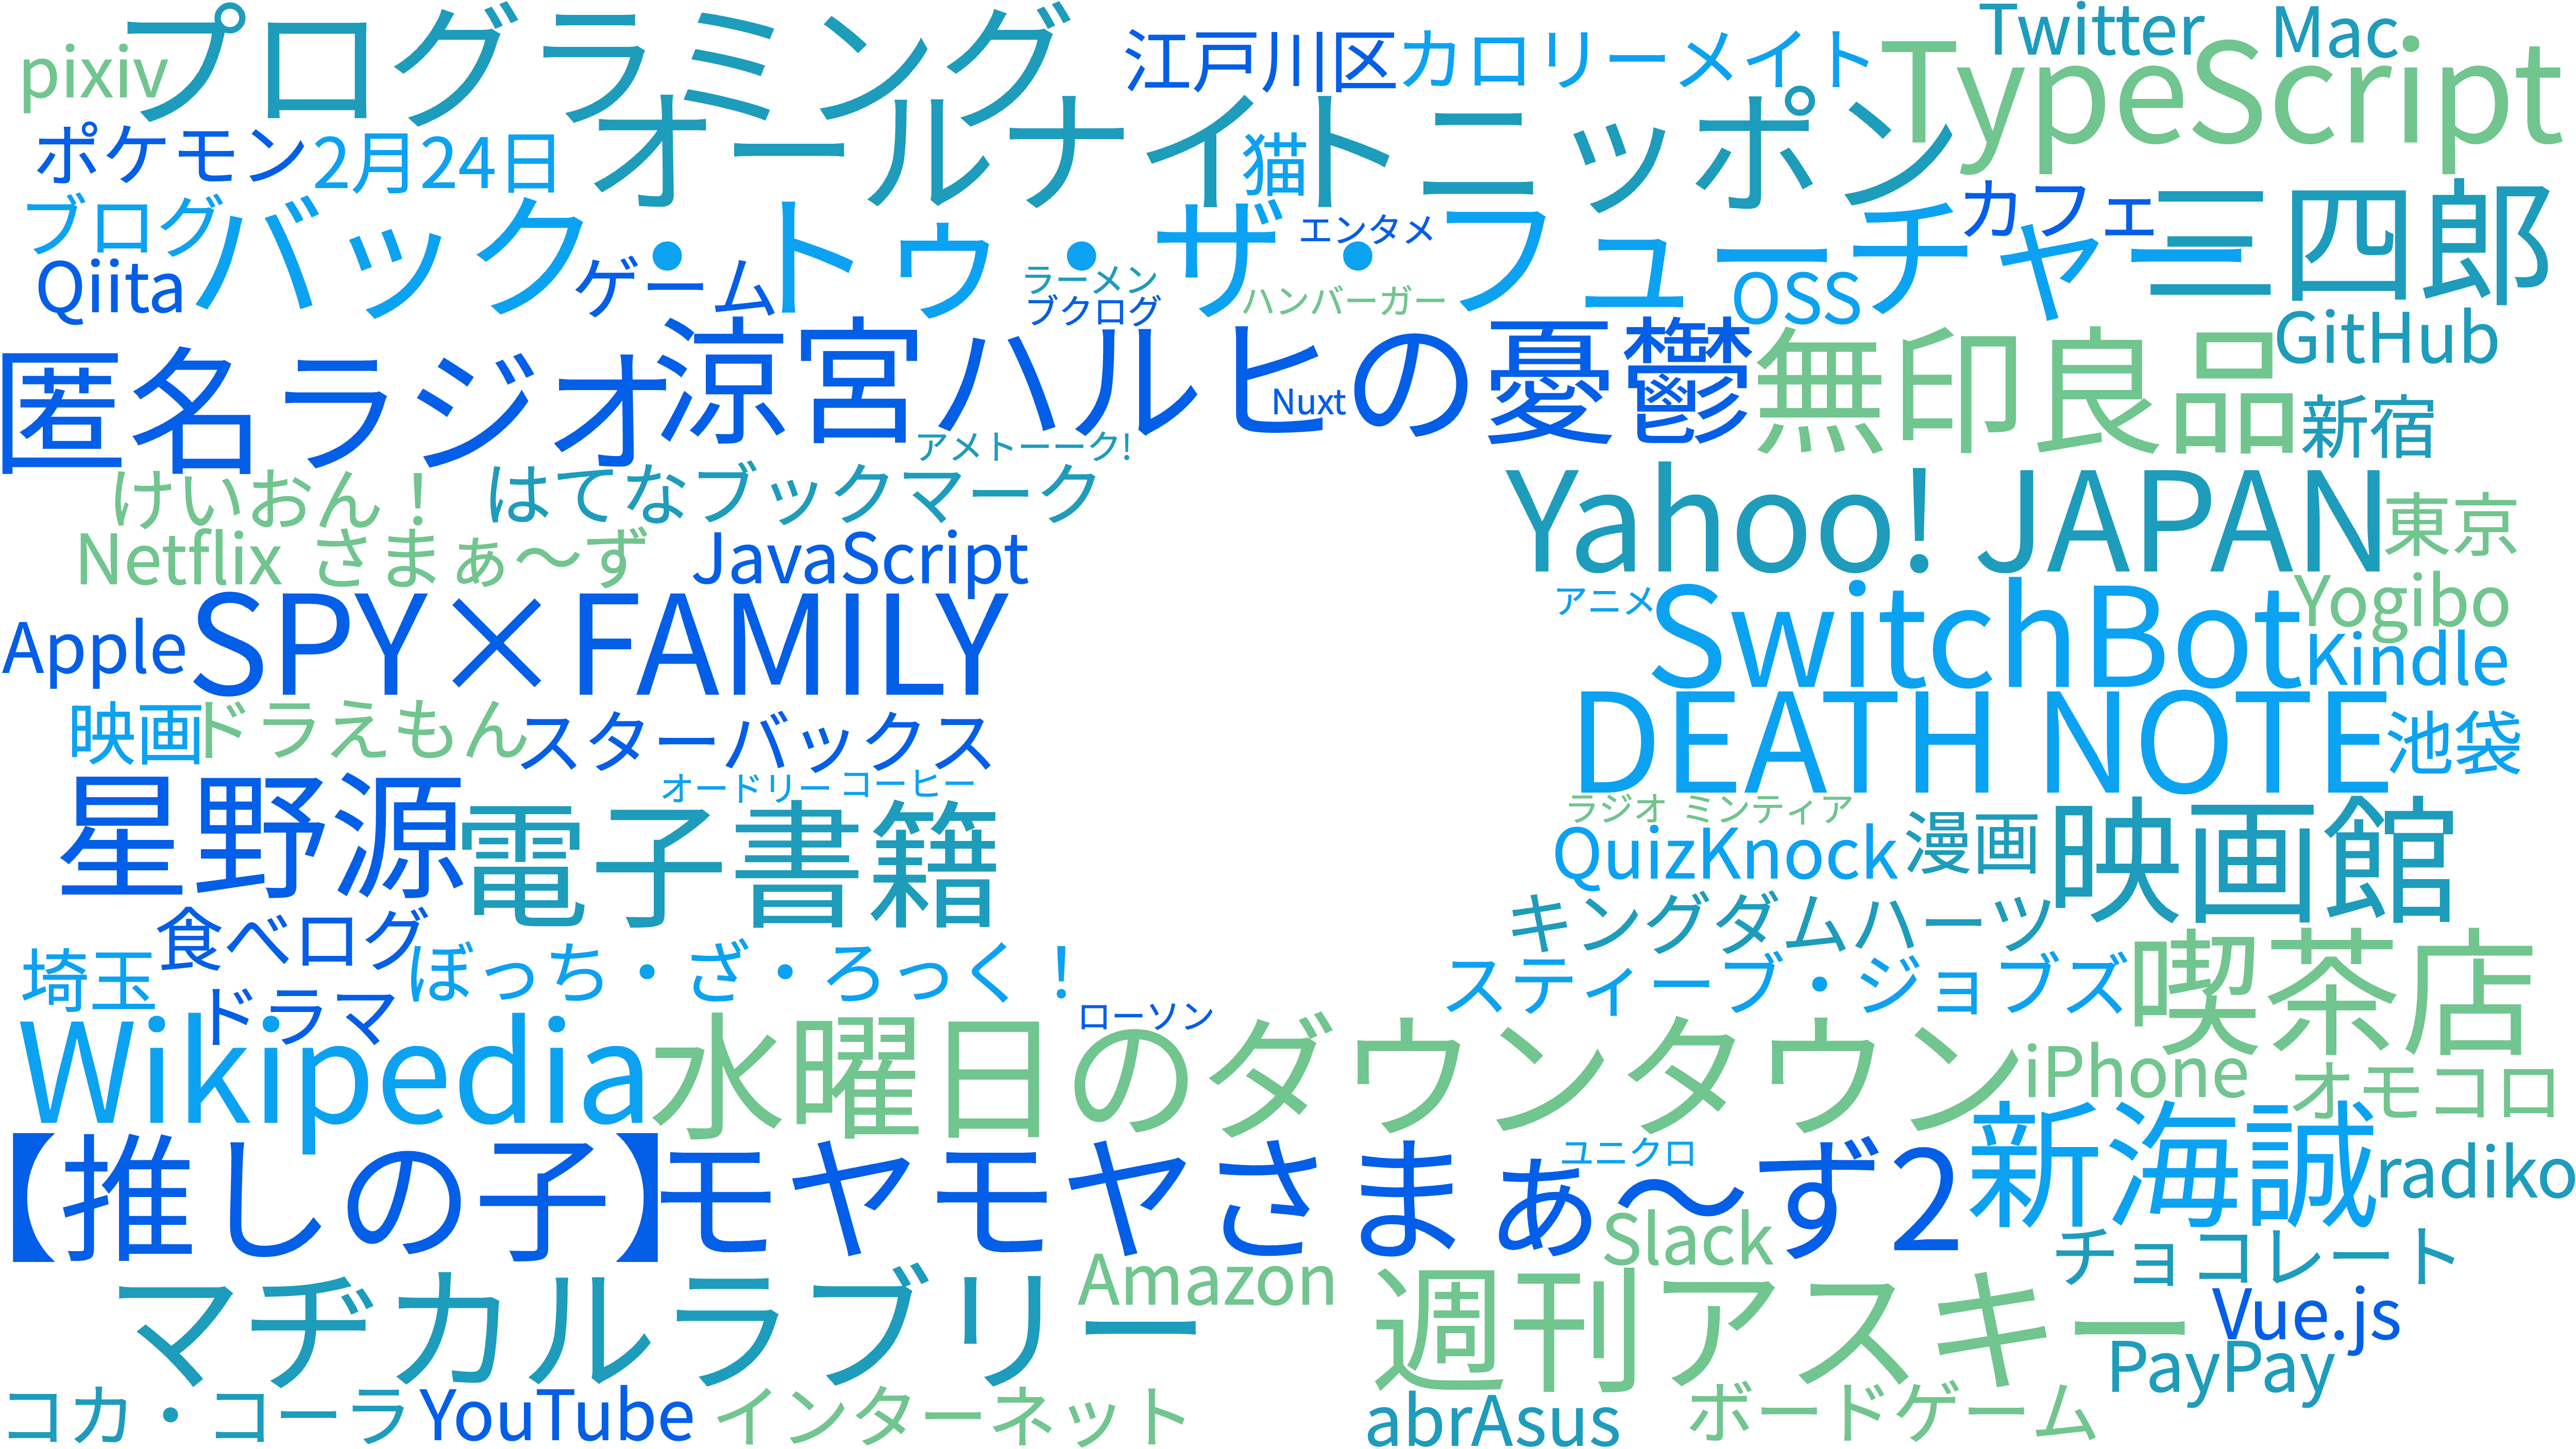 プログラミング
江戸川区
カロリーメイト
Twitter
Mac
pixiv
TypeScript
ポケモン
2月24日
オールナイトニッポン
猫
ブログ
バック・トゥ・ザ・フューチャー
エンタメ
カフェ
三四郎
Qiita
ゲーム
ラーメン
ブクログ
ハンバーガー
OSS
GitHub
匿名ラジオ
涼宮ハルヒの憂鬱
Nuxt
無印良品
新宿
アメトーーク!
けいおん！
はてなブックマーク
Yahoo! JAPAN
東京
Netflix
さまぁ〜ず
JavaScript
アニメ
SwitchBot
Yogibo
Apple
SPY×FAMILY
Kindle
映画
ドラえもん
スターバックス
DEATH NOTE
池袋
オードリー
コーヒー
星野源
電子書籍
ラジオ
ミンティア
QuizKnock
漫画
映画館
食べログ
キングダムハーツ
埼玉
ぼっち・ざ・ろっく！
スティーブ・ジョブズ
喫茶店
ドラマ
ローソン
Wikipedia
水曜日のダウンタウン
iPhone
オモコロ
【推しの子】
モヤモヤさまぁ〜ず2
ユニクロ
新海誠
radiko
Slack
Amazon
チョコレート
マヂカルラブリー
週刊アスキー
Vue.js
PayPay
コカ・コーラ
YouTube
インターネット
abrAsus
ボードゲーム